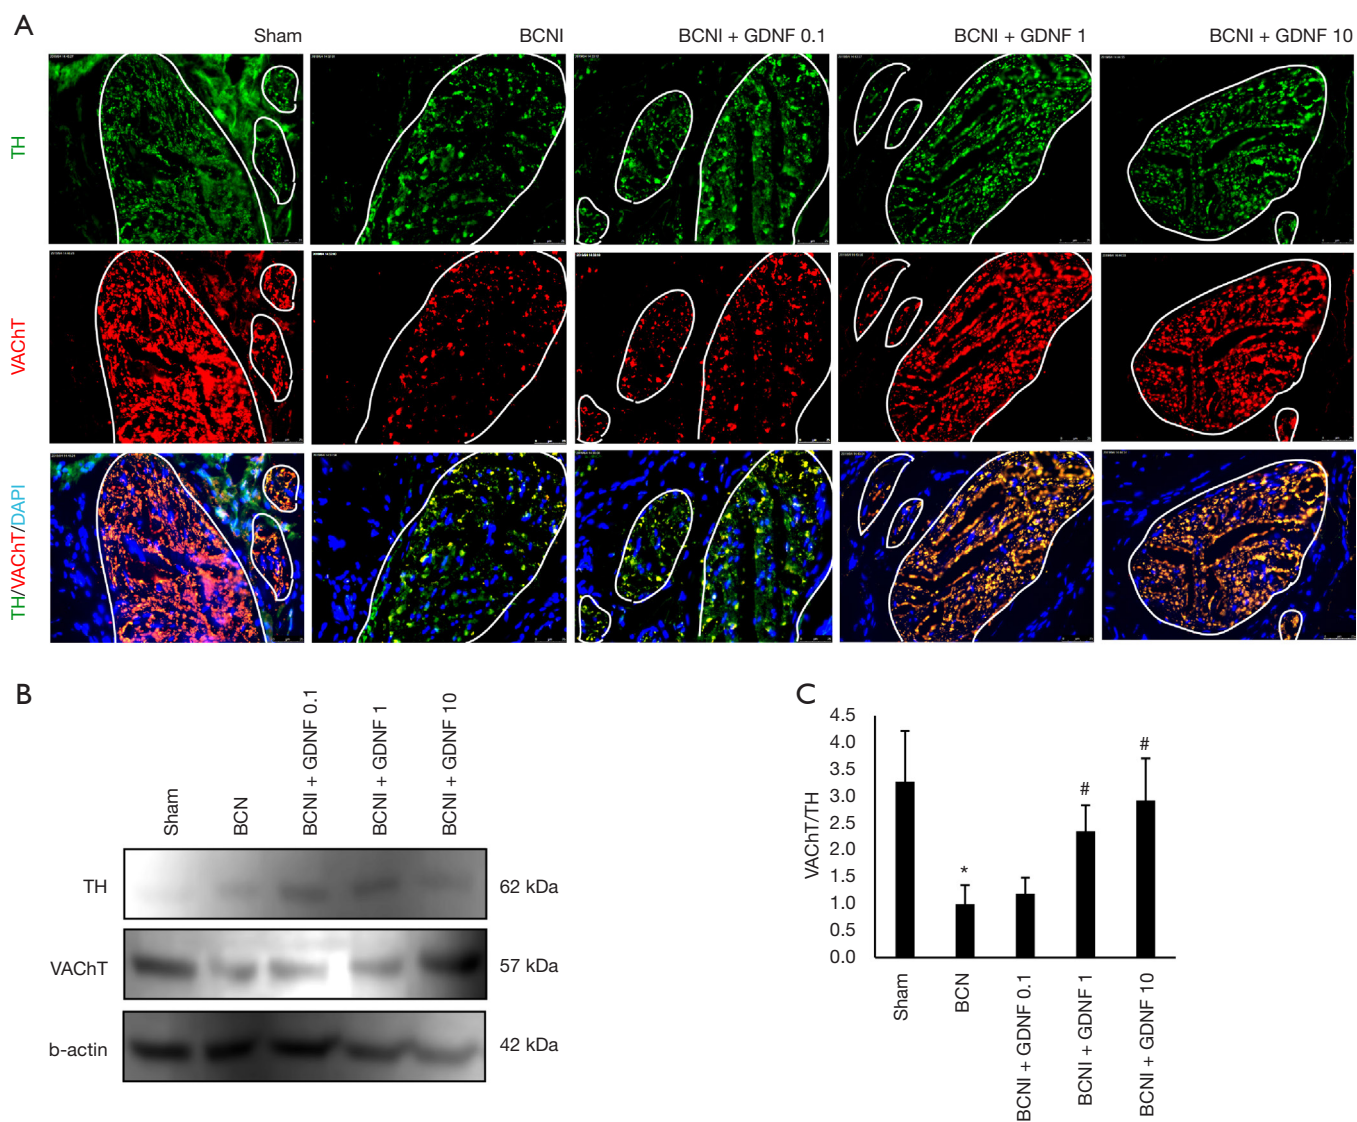 A
Sham
BCNI
BCNI + GDNF 0.1
BCNI + GDNF 1
BCNI + GDNF 10
TH
VAChT
TH/VAChT/DAPI
B
Sham
BCN
BCNI + GDNF 0.1
BCNI + GDNF 1
BCNI + GDNF 10
TH
62 kDa
VAChT
57 kDa
b-actin
42 kDa
C
VAChT/TH
4.5
4.0
3.5
3.0
2.5
2.0
1.5
1.0
0.5
0.0
*
#
#
Sham
BCN
BCNI + GDNF 0.1
BCNI + GDNF 1
BCNI + GDNF 10